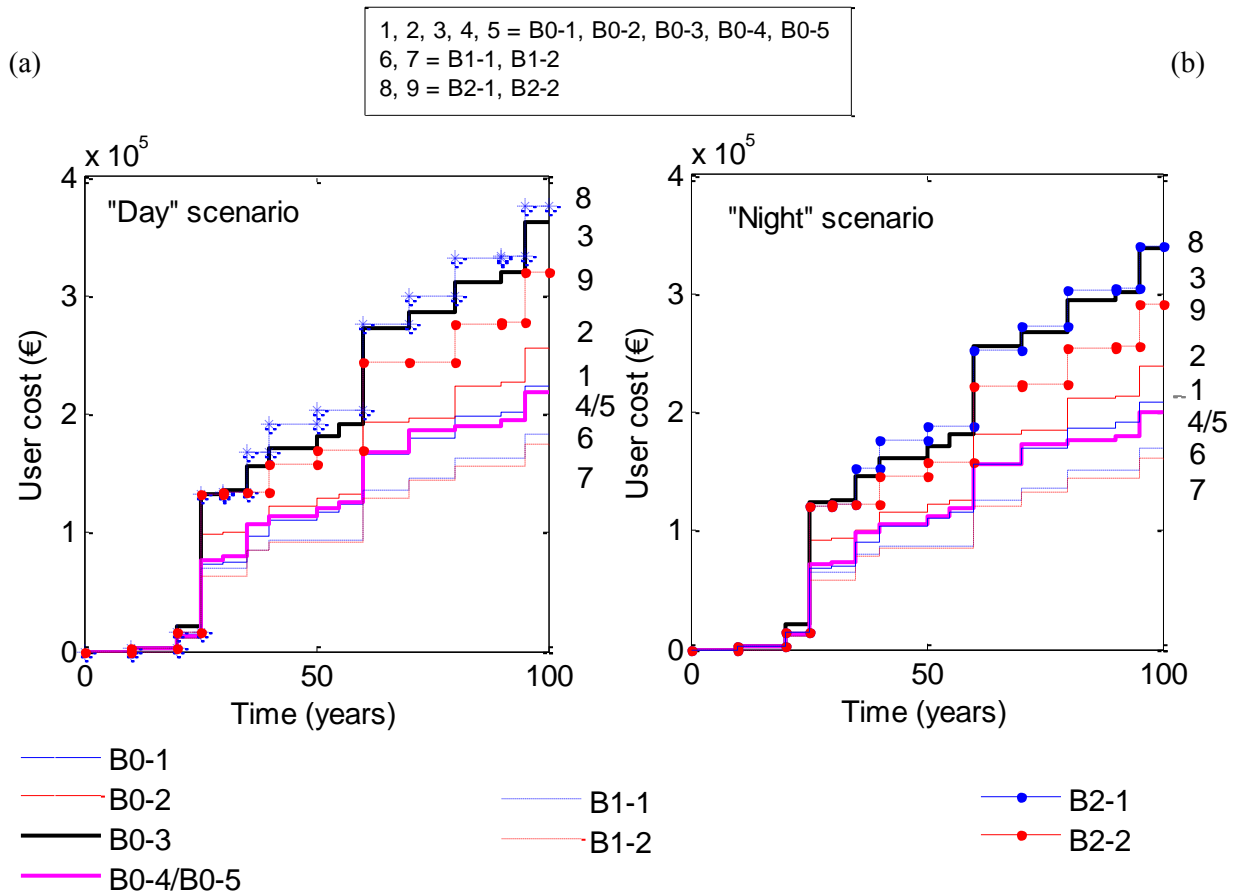 1, 2, 3, 4, 5 = B0-1, B0-2, B0-3, B0-4, B0-5
6, 7 = B1-1, B1-2
8, 9 = B2-1, B2-2
(a)
(b)
x 10^5
4
3
2
1
0
User cost (€)
"Day" scenario
8
3
9
2
1
4/5
6
7
0
50
100
Time (years)
x 10^5
4
3
2
1
0
User cost (€)
"Night" scenario
8
3
9
2
1
4/5
6
7
0
50
100
Time (years)
B0-1
B0-2
B0-3
B0-4/B0-5
B1-1
B1-2
B2-1
B2-2